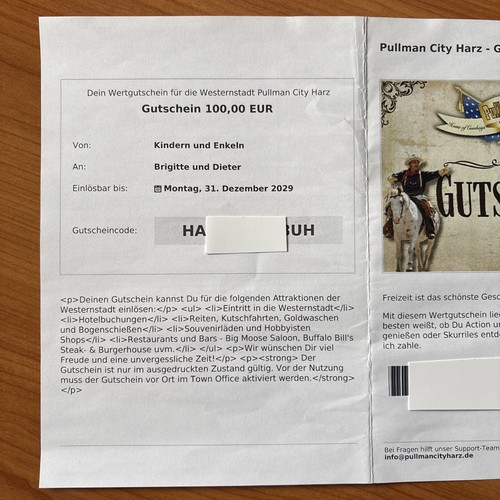 Dein Wertgutschein für die Westernstadt Pullman City Harz
Gutschein 100,00 EUR
Von: Kindern und Enkeln
An: Brigitte und Dieter
Einlösbar bis: Montag, 31. Dezember 2029
Gutscheincode: HA BUH
<p>Deinen Gutschein kannst Du für die folgenden Attraktionen der
Westernstadt einlösen:</p> <ul> <li>Eintritt in die Westernstadt</li>
<li>Hotelbuchungen</li> <li>Reiten, Kutschfahrten, Goldwaschen
und Bogenschießen</li> <li>Souvenirläden und Hobbyisten
Shops</li> <li>Restaurants und Bars - Big Moose Saloon, Buffalo Bill's
Steak- & Burgerhouse uvm.</li> </ul> <p>Wir wünschen Dir viel
Freude und eine unvergessliche Zeit!</p> <p><strong> Der
Gutschein ist nur im ausgedruckten Zustand gültig. Vor der Nutzung
muss der Gutschein vor Ort im Town Office aktiviert werden.</strong>
</p>
Pullman City Harz - G
GUTS
Freizeit ist das schönste Gesc
Mit diesem Wertgutschein lie
besten weißt, ob Du Action u
genießen oder Skurriles entd
ich zahle.
Bei Fragen hilft unser Support-Team
info@pullmancityharz.de